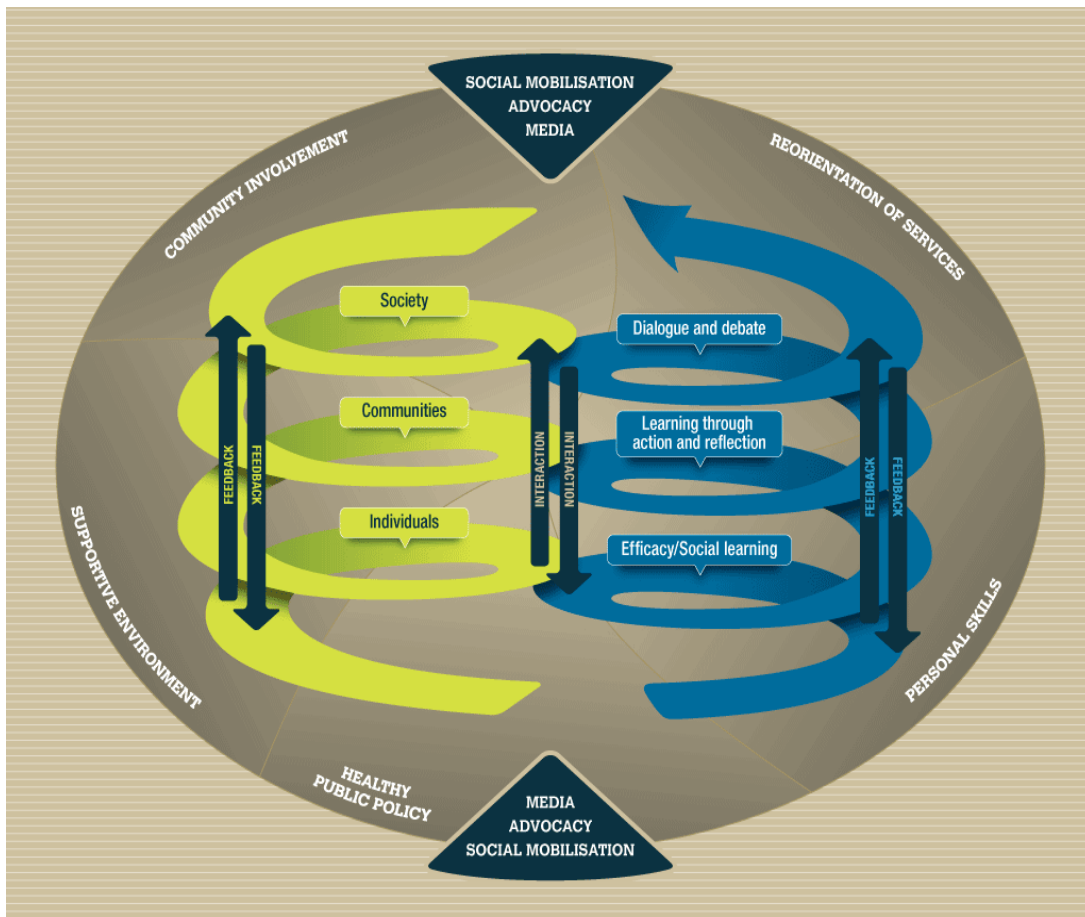 SOCIAL MOBILISATION
ADVOCACY
MEDIA
COMMUNITY INVOLVEMENT
REORIENTATION OF SERVICES
Society
Dialogue and debate
Communities
Learning through
action and reflection
Individuals
Efficacy/Social learning
FEEDBACK
FEEDBACK
INTERACTION
INTERACTION
FEEDBACK
FEEDBACK
SUPPORTIVE ENVIRONMENT
PERSONAL SKILLS
HEALTHY
PUBLIC POLICY
MEDIA
ADVOCACY
SOCIAL MOBILISATION